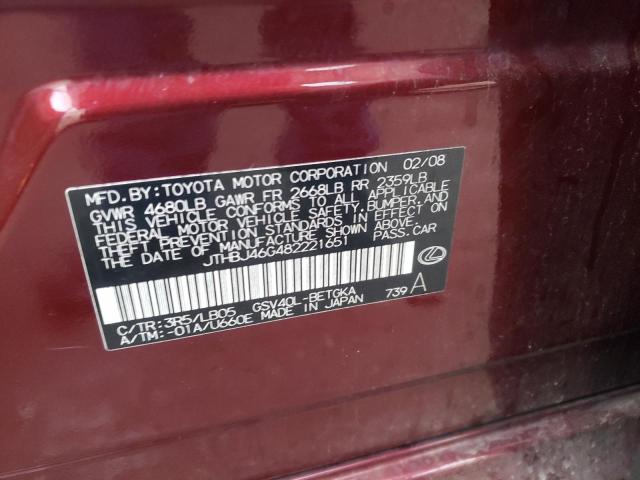 MFD.BY:TOYOTA MOTOR CORPORATION 02/08
GVWR 4680LB GAWR FR 2668LB RR 2359LB
THIS VEHICLE CONFORMS TO ALL APPLICABLE
FEDERAL MOTOR VEHICLE SAFETY, BUMPER, AND
THEFT PREVENTION STANDARDS IN EFFECT ON
THE DATE OF MANUFACTURE SHOWN ABOVE.
JTHBJ46G482221651 PASS.CAR
C/TR:3R5/LB05 GSV40L-BETGKA
A/TM:-01A/U660E MADE IN JAPAN 739 A